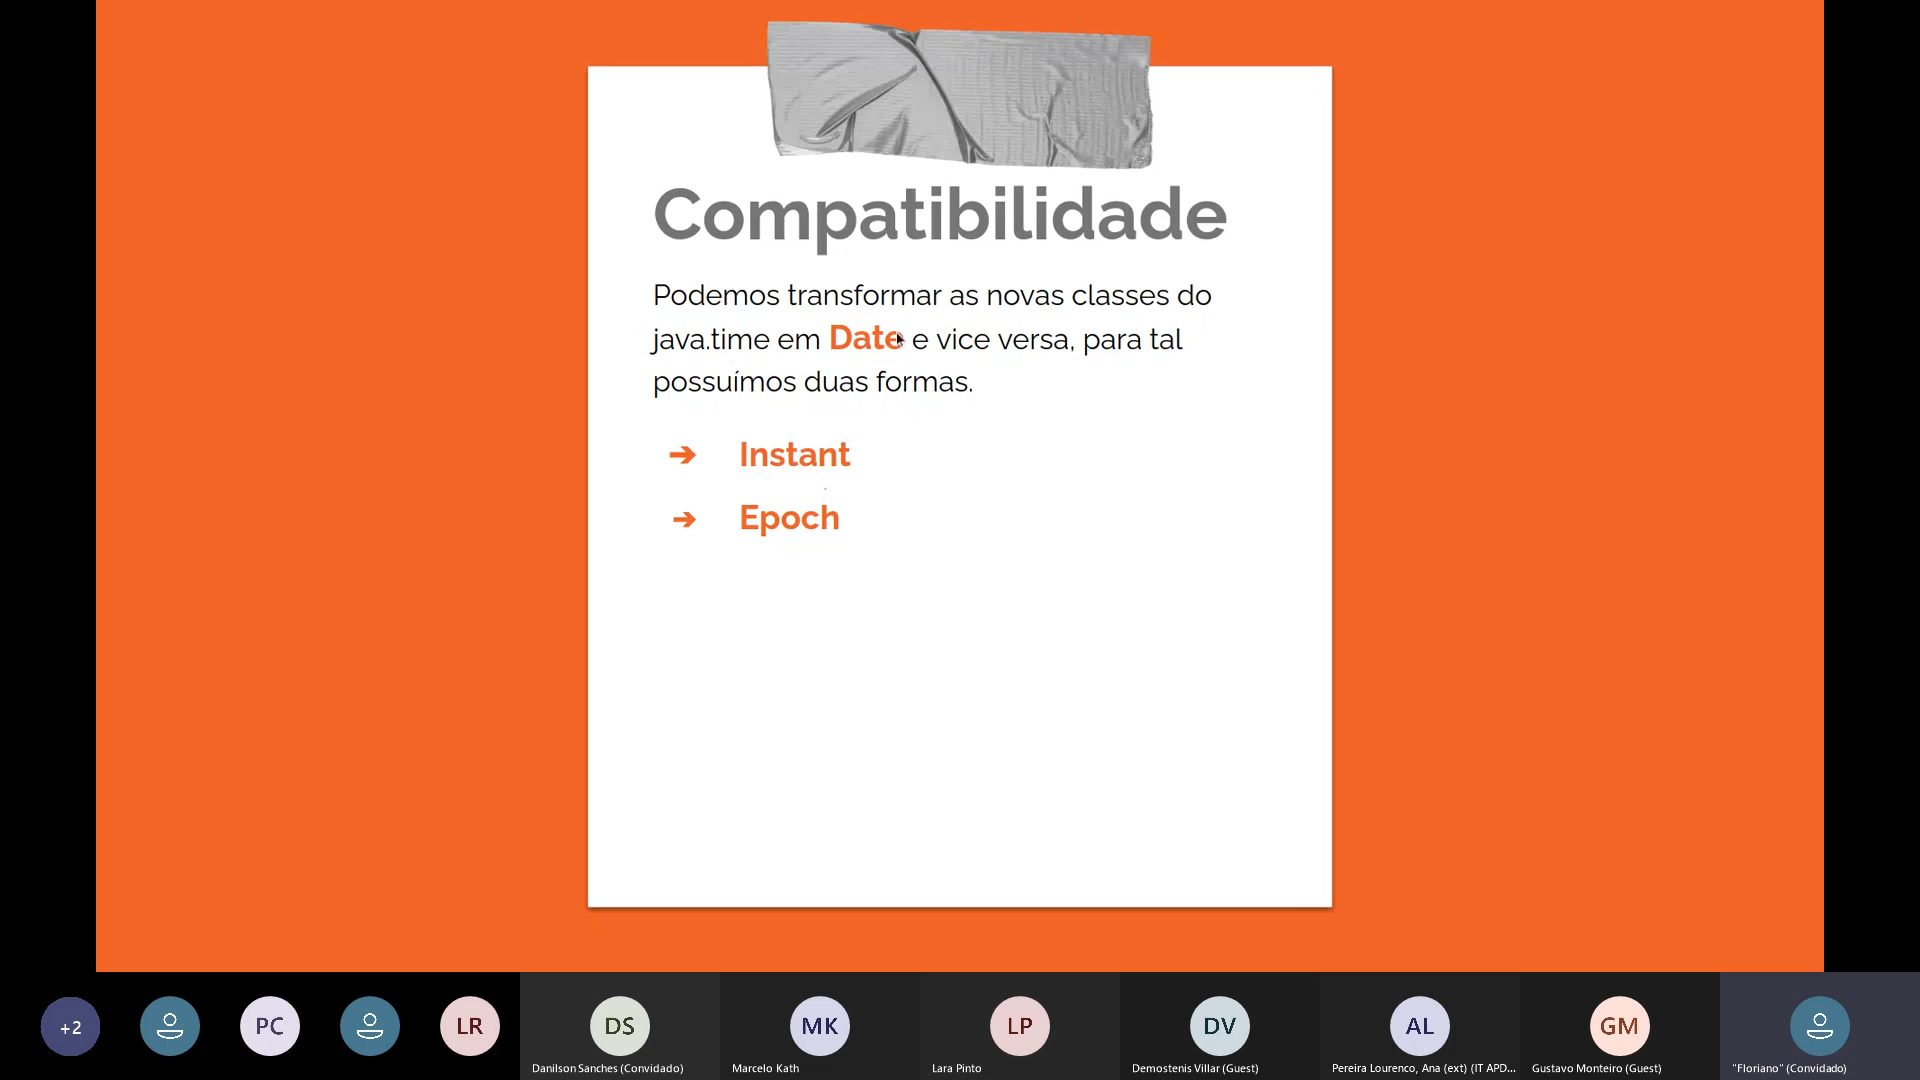 Compatibilidade
Podemos transformar as novas classes do
java.time em Date e vice versa, para tal
possuímos duas formas.
➔ Instant
➔ Epoch
+2
PC
LR
DS
MK
LP
DV
AL
GM
Danilson Sanches (Convidado)
Marcelo Kath
Lara Pinto
Demostenis Villar (Guest)
Pereira Lourenco, Ana (ext) (IT APD...
Gustavo Monteiro (Guest)
"Floriano" (Convidado)